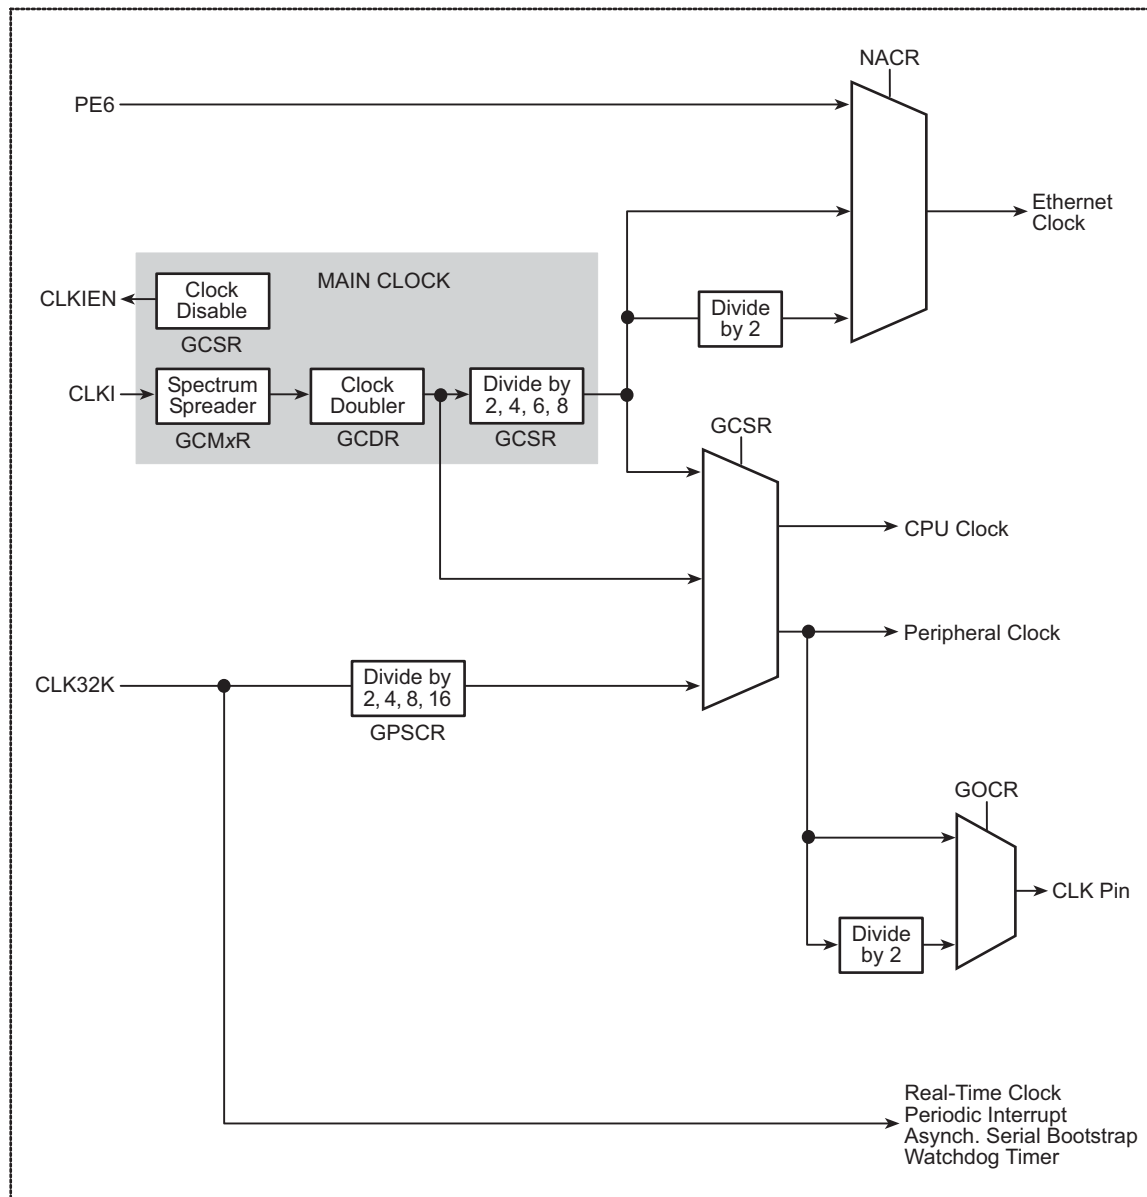 NACR
PE6
Ethernet
Clock
MAIN CLOCK
CLKIEN
Clock
Disable
GCSR
Divide
by 2
CLKI
Spectrum
Spreader
GCMxR
Clock
Doubler
GCDR
Divide by
2, 4, 6, 8
GCSR
GCSR
CPU Clock
Peripheral Clock
CLK32K
Divide by
2, 4, 8, 16
GPSCR
GOCR
CLK Pin
Divide
by 2
Real-Time Clock
Periodic Interrupt
Asynch. Serial Bootstrap
Watchdog Timer